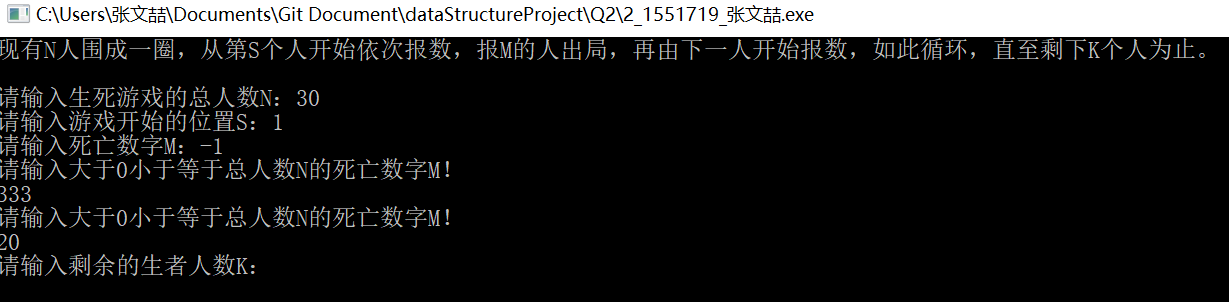 C:\Users\张文喆\Documents\Git Document\dataStructureProject\Q2\2_1551719_张文喆.exe
现有N人围成一圈，从第S个人开始依次报数，报M的人出局，再由下一人开始报数，如此循环，直至剩下K个人为止。
请输入生死游戏的总人数N：30
请输入游戏开始的位置S：1
请输入死亡数字M：-1
请输入大于0小于等于总人数N的死亡数字M！
333
请输入大于0小于等于总人数N的死亡数字M！
20
请输入剩余的生者人数K：